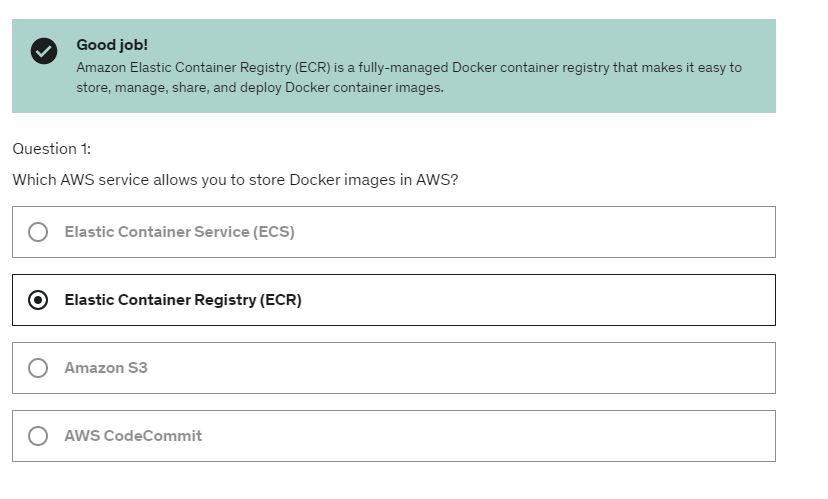 Good job!
Amazon Elastic Container Registry (ECR) is a fully-managed Docker container registry that makes it easy to
store, manage, share, and deploy Docker container images.
Question 1:
Which AWS service allows you to store Docker images in AWS?
Elastic Container Service (ECS)
Elastic Container Registry (ECR)
Amazon S3
AWS CodeCommit